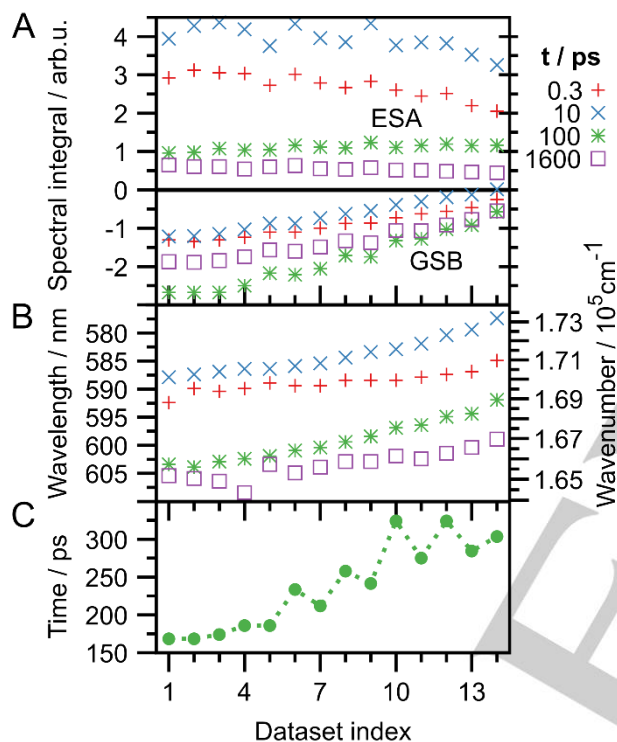 A
Spectral integral / arb.u.
4
3
2
1
0
-1
-2
ESA
GSB
t / ps
0.3
10
100
1600
B
Wavelength / nm
580
585
590
595
600
605
1.73
1.71
1.69
1.67
1.65
Wavenumber / 10⁵cm⁻¹
C
Time / ps
300
250
200
150
1 4 7 10 13
Dataset index